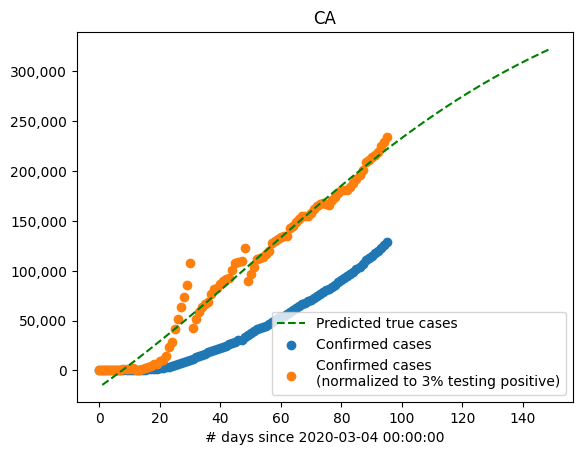 CA
300,000
250,000
200,000
150,000
100,000
50,000
0
0 20 40 60 80 100 120 140
# days since 2020-03-04 00:00:00
Predicted true cases
Confirmed cases
Confirmed cases
(normalized to 3% testing positive)